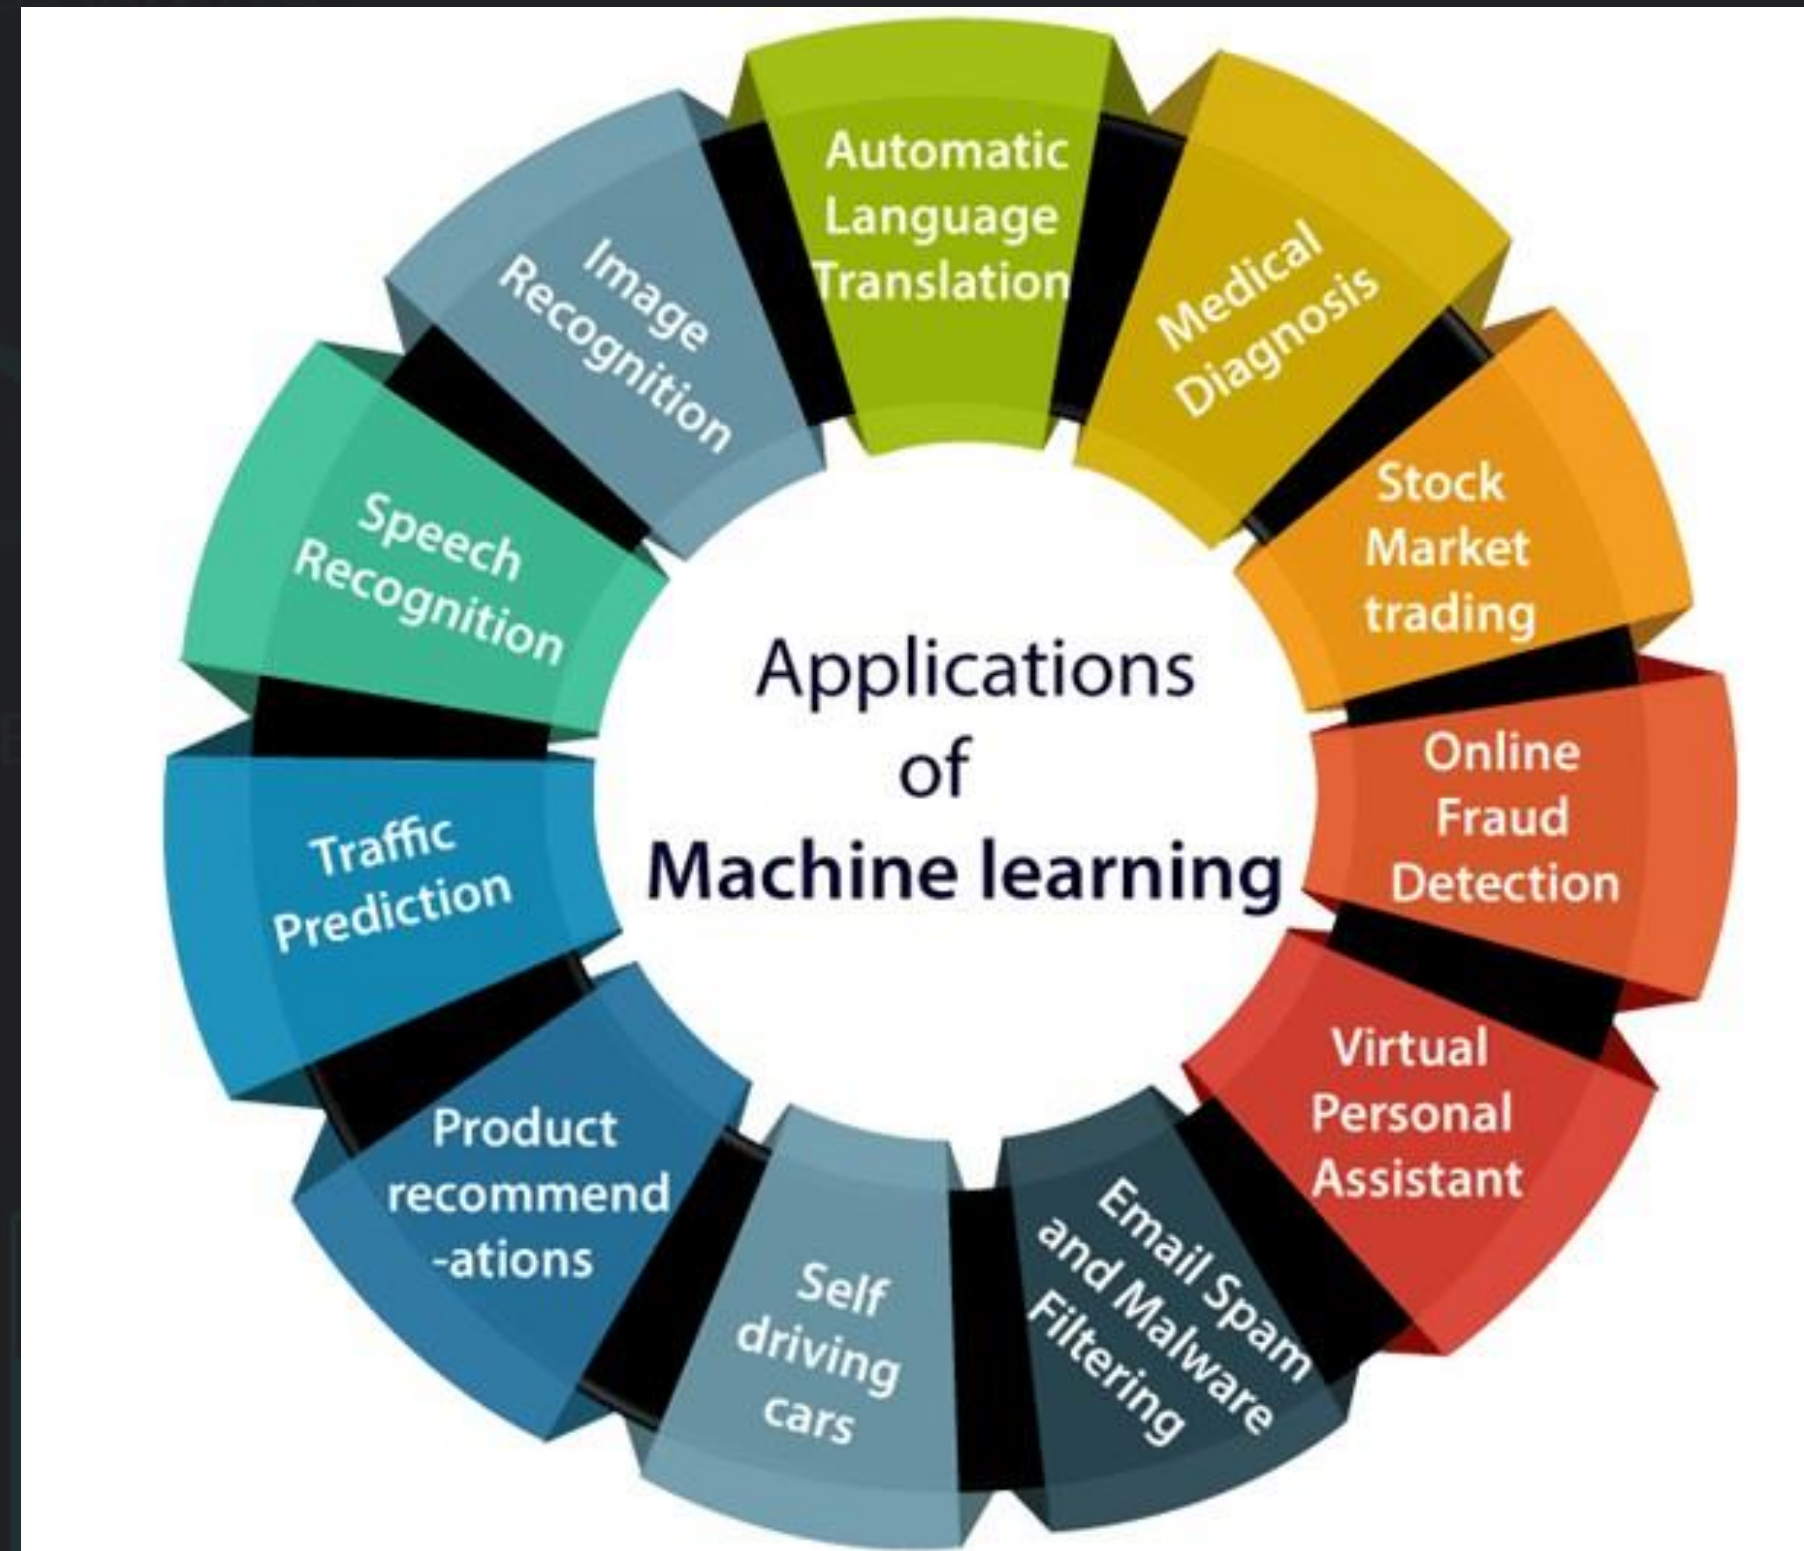 Applications
of
Machine learning
Automatic
Language
Translation
Medical
Diagnosis
Stock
Market
trading
Online
Fraud
Detection
Virtual
Personal
Assistant
Email Spam
and Malware
Filtering
Self
driving
cars
Product
recommend
-ations
Traffic
Prediction
Speech
Recognition
Image
Recognition